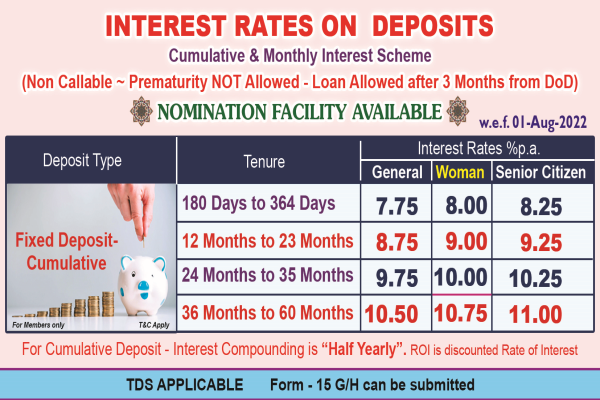 INTEREST RATES ON DEPOSITS
Cumulative & Monthly Interest Scheme
(Non Callable ~ Prematurity NOT Allowed - Loan Allowed after 3 Months from DoD)
NOMINATION FACILITY AVAILABLE
w.e.f. 01-Aug-2022
Deposit Type Tenure Interest Rates %p.a.
General Woman Senior Citizen
Fixed Deposit-
Cumulative
For Members only T&C Apply
180 Days to 364 Days 7.75 8.00 8.25
12 Months to 23 Months 8.75 9.00 9.25
24 Months to 35 Months 9.75 10.00 10.25
36 Months to 60 Months 10.50 10.75 11.00
For Cumulative Deposit - Interest Compounding is “Half Yearly”. ROI is discounted Rate of Interest
TDS APPLICABLE Form - 15 G/H can be submitted